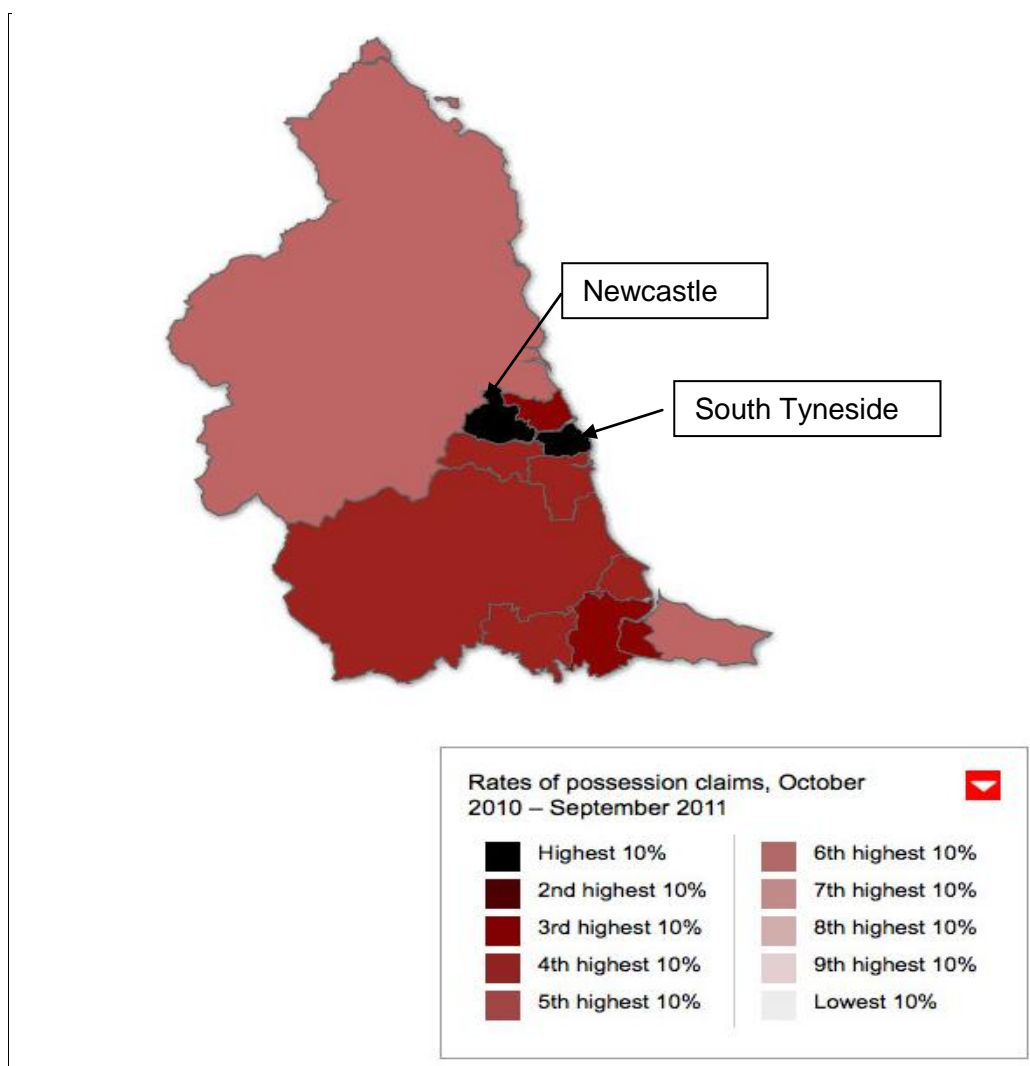 Newcastle
South Tyneside
Rates of possession claims, October
2010 – September 2011
Highest 10%
2nd highest 10%
3rd highest 10%
4th highest 10%
5th highest 10%
6th highest 10%
7th highest 10%
8th highest 10%
9th highest 10%
Lowest 10%